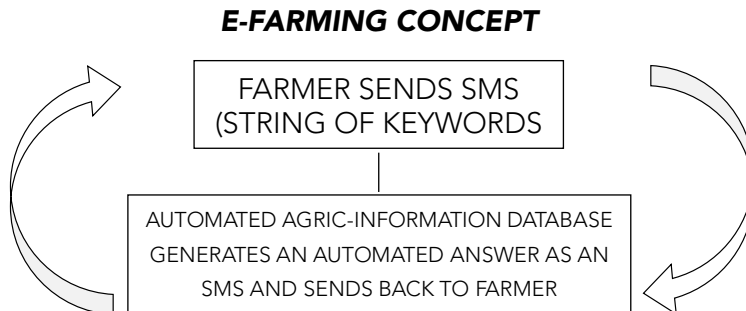 E-FARMING CONCEPT
FARMER SENDS SMS
(STRING OF KEYWORDS
AUTOMATED AGRIC-INFORMATION DATABASE
GENERATES AN AUTOMATED ANSWER AS AN
SMS AND SENDS BACK TO FARMER